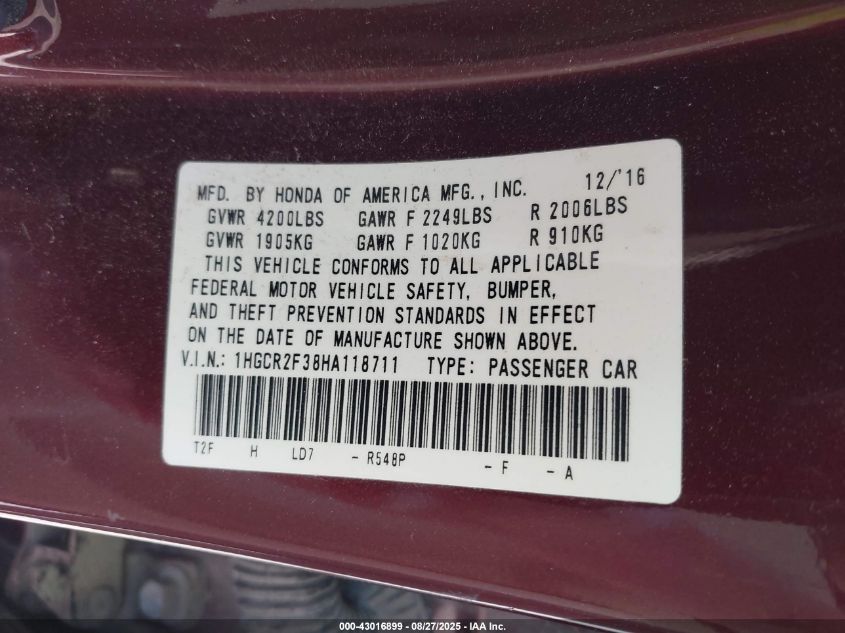 MFD. BY HONDA OF AMERICA MFG., INC. 12/'16
GVWR 4200LBS GAWR F 2249LBS R 2006LBS
GVWR 1905KG GAWR F 1020KG R 910KG
THIS VEHICLE CONFORMS TO ALL APPLICABLE
FEDERAL MOTOR VEHICLE SAFETY, BUMPER,
AND THEFT PREVENTION STANDARDS IN EFFECT
ON THE DATE OF MANUFACTURE SHOWN ABOVE.
V.I.N.: 1HGCR2F38HA118711 TYPE: PASSENGER CAR
T2F H LD7 - R548P - F - A
000-43016899 - 08/27/2025 - IAA Inc.